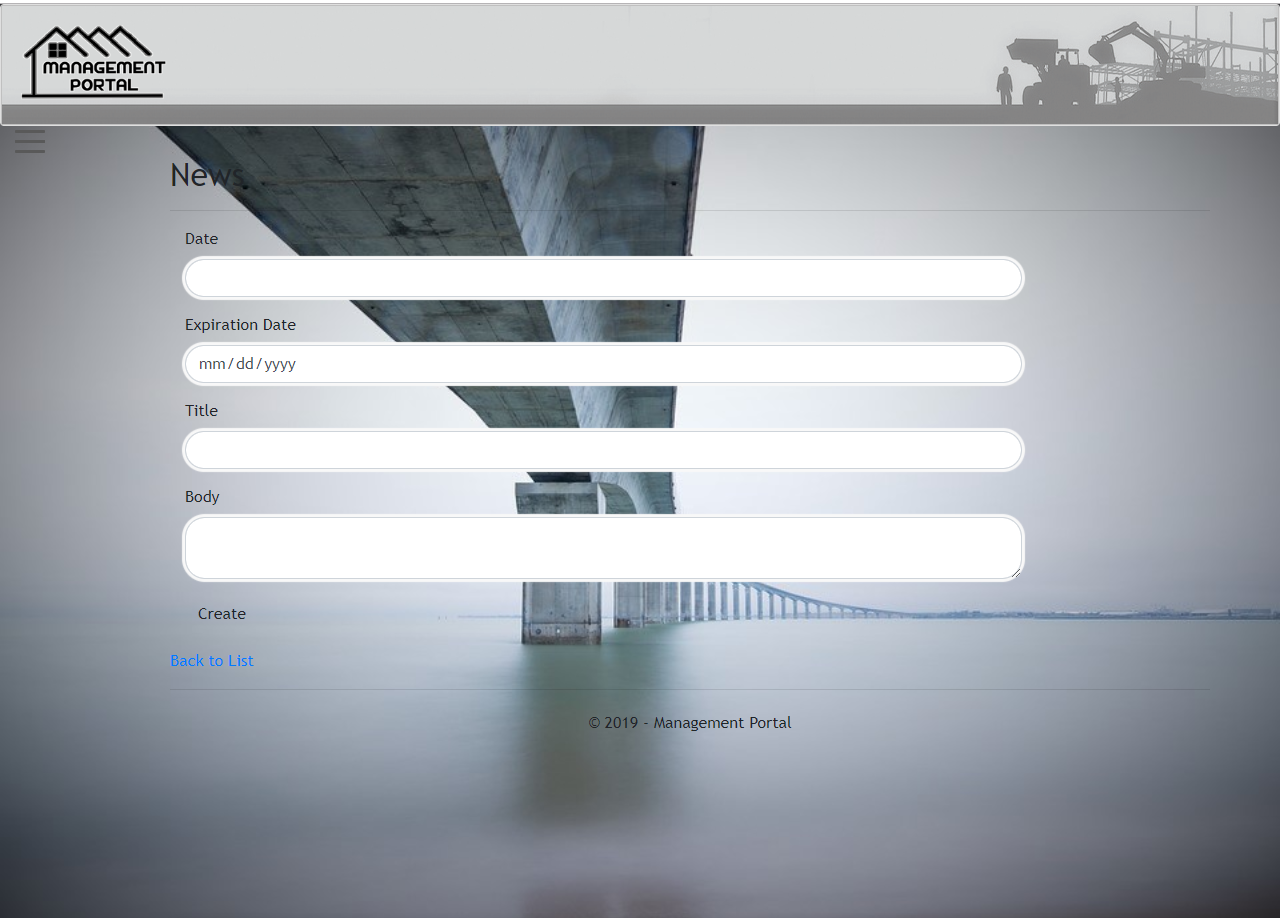 MANAGEMENT
PORTAL
News
Date
Expiration Date
mm/dd/yyyy
Title
Body
Create
Back to List
© 2019 - Management Portal